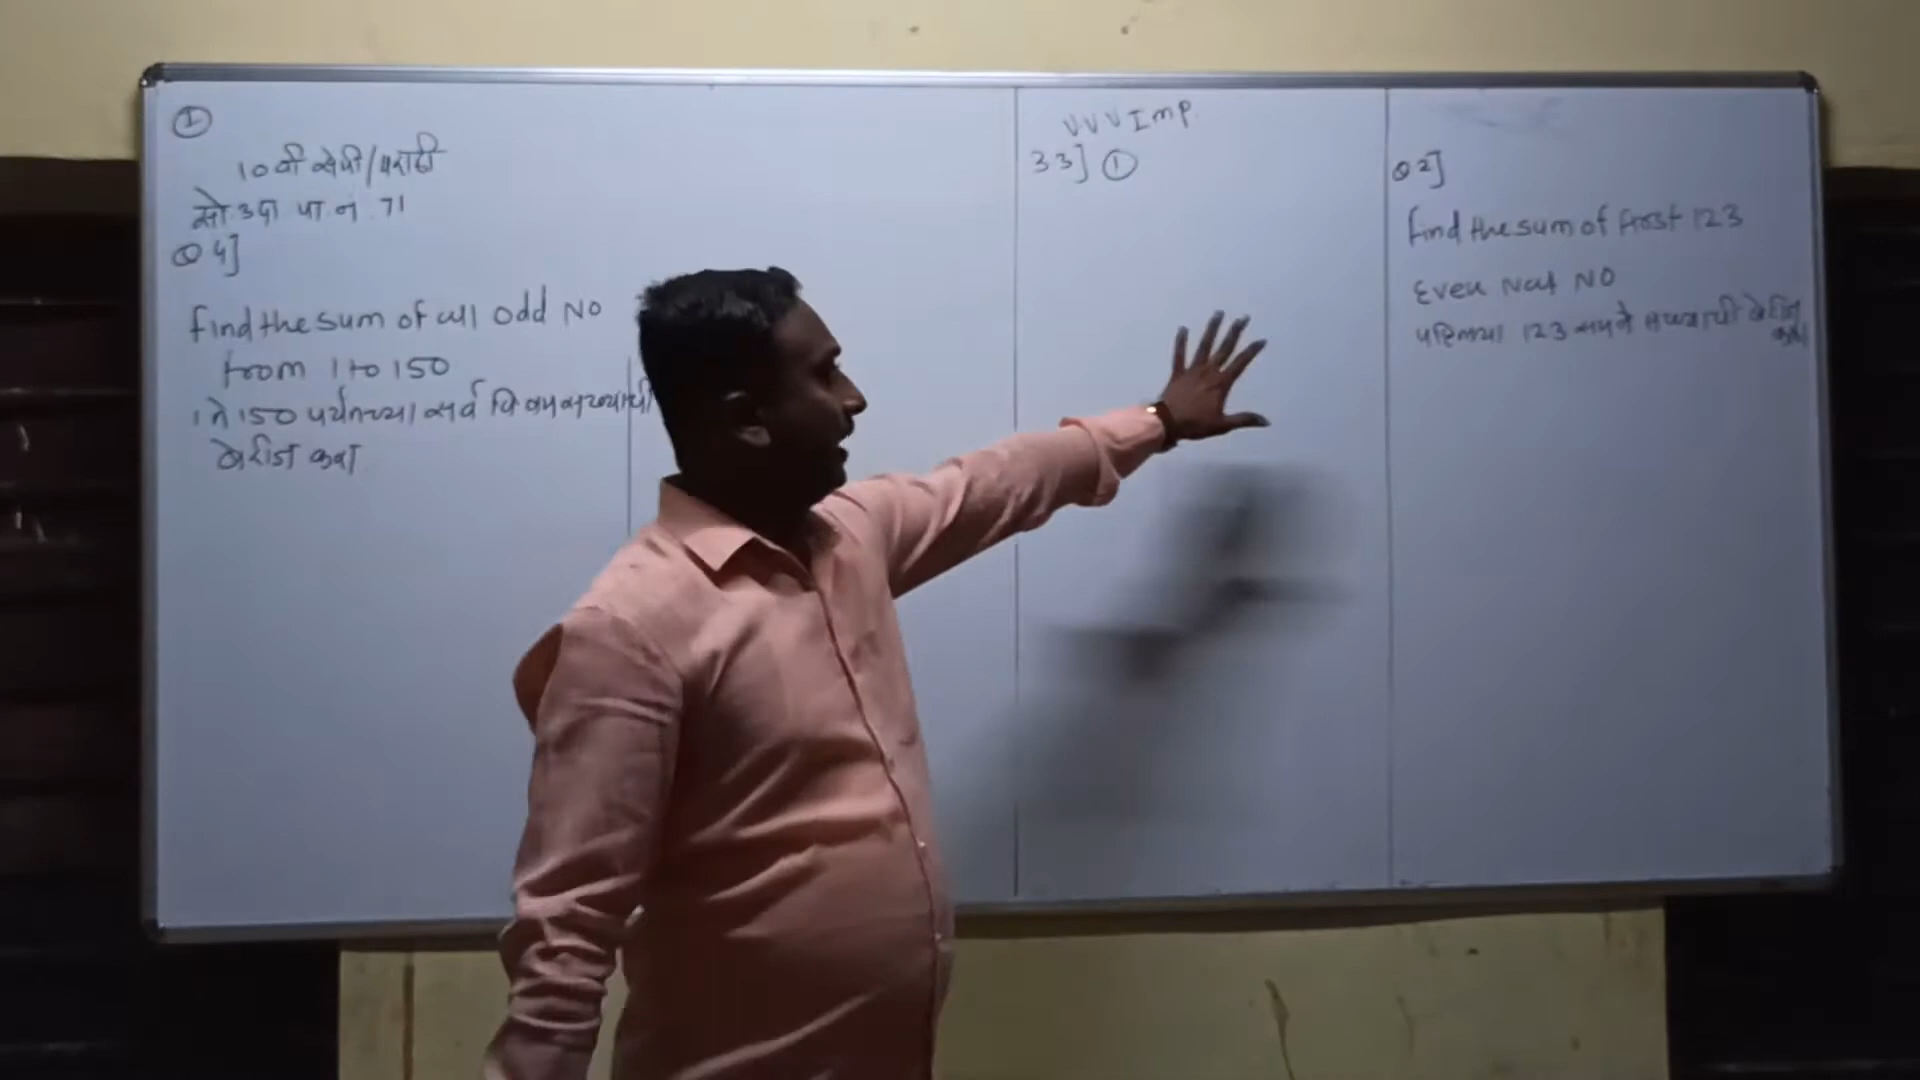 ①
10 वी सेमी/मराठी
सो. उदा पा. न. 71
Q 4]
Find the sum of all odd NO
from 1 to 150
1 ते 150 पर्यंतच्या सर्व विषम संख्यांची
बेरीज करा
VVV Imp.
33] ①
Q 2]
Find the sum of First 123
Even Nat NO
पहिल्या 123 सम नै संख्यांची बेरीज
करा